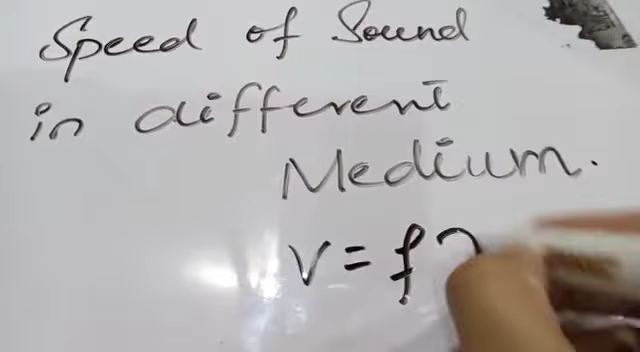 Speed of Sound
in different
Medium.
v = f